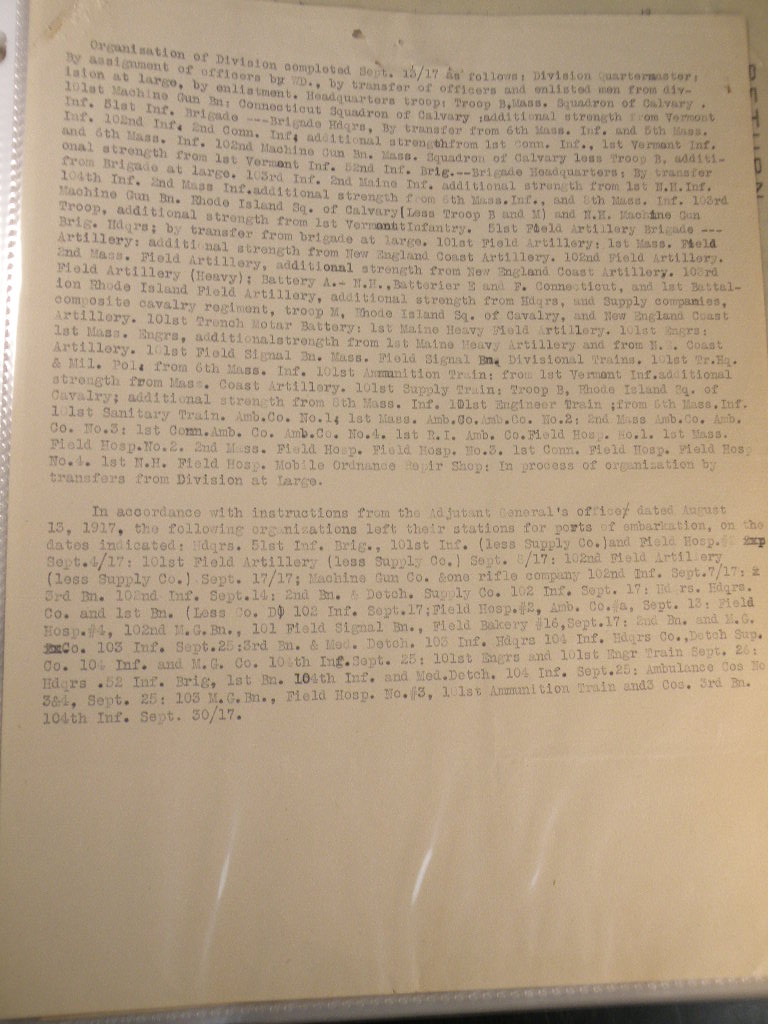 Organization of Division completed Sept. 13/17 as follows: Division Quartermaster;
By assignment of officers by WD., by transfer of officers and enlisted men from div-
ision at large, by enlistment. Headquarters troop: Troop B,Mass. Squadron of Calvary .
101st Machine Gun Bn: Connecticut Squadron of Calvary ;additional strength from Vermont
Inf. 51st Inf. Brigade ---Brigade Hdqrs, By transfer from 6th Mass. Inf. and 5th Mass.
Inf. 102nd Inf. 2nd Conn. Inf. additional strengthfrom 1st Conn. Inf., 1st Vermont Inf.
and 6th Mass. Inf. 102nd Machine Gun Bn. Mass. Squadron of Calvary less Troop B, additi-
onal strength from 1st Vermont Inf. 52nd Inf. Brig.---Brigade Headquarters; By transfer
from Brigade at large. 103rd Inf. 2nd Maine Inf. additional strength from 1st N.H.Inf.
104th Inf. 2nd Mass Inf.additional strength from 6th Mass.Inf., and 8th Mass. Inf. 103rd
Machine Gun Bn. Rhode Island Sq. of Calvary(Less Troop B and M) and N.H. Machine Gun
Troop, additional strength from 1st VermonttInfantry. 51st Field Artillery Brigade ---
Brig. Hdqrs; by transfer from brigade at large. 101st Field Artillery: 1st Mass. Field
Artillery: additional strength from New England Coast Artillery. 102nd Field Artillery.
2nd Mass. Field Artillery, additional strength from New England Coast Artillery. 103rd
Field Artillery (Heavy); Battery A.- N.H.,Batterier E and F. Connecticut, and 1st Battal-
ion Rhode Island Field Artillery, additional strength from Hdqrs, and Supply companies,
composite cavalry regiment, troop M, Rhode Island Sq. of Cavalry, and New England Coast
Artillery. 101st Trench Motar Battery: 1st Maine Heavy Field Artillery. 101st Engrs:
1st Mass. Engrs, additionalstrength from 1st Maine Heavy Artillery and from N.E. Coast
Artillery. 101st Field Signal Bn. Mass. Field Signal Bn. Divisional Trains. 101st Tr.Hq.
& Mil. Pol. from 6th Mass. Inf. 101st Ammunition Train: from 1st Vermont Inf.additional
strength from Mass. Coast Artillery. 101st Supply Train: Troop B, Rhode Island Sq. of
Cavalry; additional strength from 8th Mass. Inf. 101st Engineer Train ;from 5th Mass.Inf.
101st Sanitary Train. Amb.Co. No.1; 1st Mass. Amb.Co.Amb.Co. No.2; 2nd Mass Amb.Co. Amb.
Co. No.3: 1st Conn.Amb. Co. Amb.Co. No.4. 1st R.I. Amb. Co.Field Hosp. No.1. 1st Mass.
Field Hosp.No.2. 2nd Mass. Field Hosp. Field Hosp. No.3. 1st Conn. Field Hosp. Field Hosp
No.4. 1st N.H. Field Hosp. Mobile Ordnance Repir Shop: In process of organization by
transfers from Division at Large.
In accordance with instructions from the Adjutant General's office/ dated August
13, 1917, the following organizations left their stations for ports of embarkation, on the
dates indicated: Hdqrs. 51st Inf. Brig., 101st Inf. (less Supply Co.)and Field Hosp.
Sept.4/17: 101st Field Artillery (less Supply Co.) Sept. 8/17: 102nd Field Artillery
(less Supply Co.) Sept. 17/17; Machine Gun Co. &one rifle company 102nd Inf. Sept.7/17:
3rd Bn. 102nd Inf. Sept.14: 2nd Bn. & Detch. Supply Co. 102 Inf. Sept. 17: Hdqrs. Hdqrs.
Co. and 1st Bn. (Less Co. D) 102 Inf. Sept.17;Field Hosp.#2, Amb. Co.#a, Sept. 13: Field
Hosp.#4, 102nd M.G.Bn., 101 Field Signal Bn., Field Bakery #16,Sept.17: 2nd Bn. and M.G.
Co. 103 Inf. Sept.25:3rd Bn. & Med. Detch. 103 Inf. Hdqrs 104 Inf. Hdqrs Co.,Detch Sup.
Co. 104 Inf. and M.G. Co. 104th Inf.Sept. 25: 101st Engrs and 101st Engr Train Sept. 26:
Hdqrs .52 Inf. Brig, 1st Bn. 104th Inf. and Med.Detch. 104 Inf. Sept.25: Ambulance Cos No
3&4, Sept. 25: 103 M.G.Bn., Field Hosp. No.#3, 101st Ammunition Train and3 Cos. 3rd Bn.
104th Inf. Sept. 30/17.
RETURN